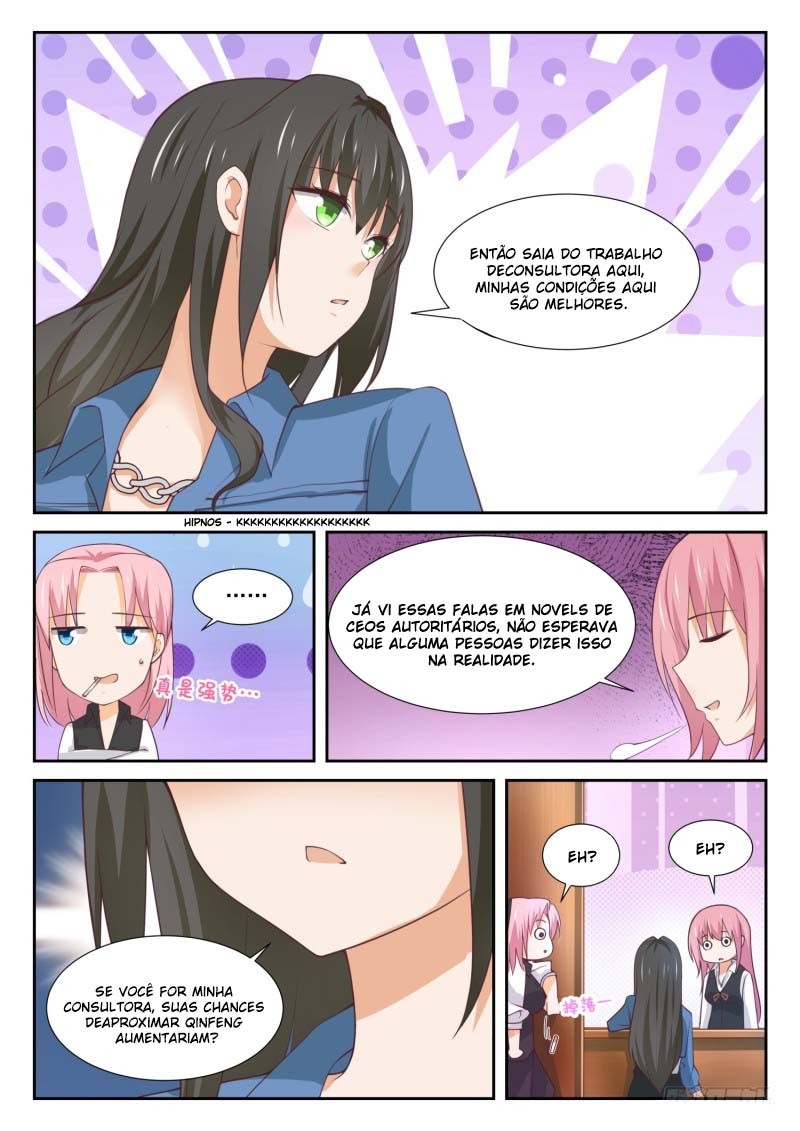 ENTÃO SAIA DO TRABALHO
DECONSULTORA AQUI,
MINHAS CONDIÇÕES AQUI
SÃO MELHORES.
HIPNOS - KKKKKKKKKKKKKKKKKKK
......
真是强势...
JÁ VI ESSAS FALAS EM NOVELS DE
CEOS AUTORITÁRIOS, NÃO ESPERAVA
QUE ALGUMA PESSOAS DIZER ISSO
NA REALIDADE.
SE VOCÊ FOR MINHA
CONSULTORA, SUAS CHANCES
DEAPROXIMAR QINFENG
AUMENTARIAM?
EH?
EH?
掉落一